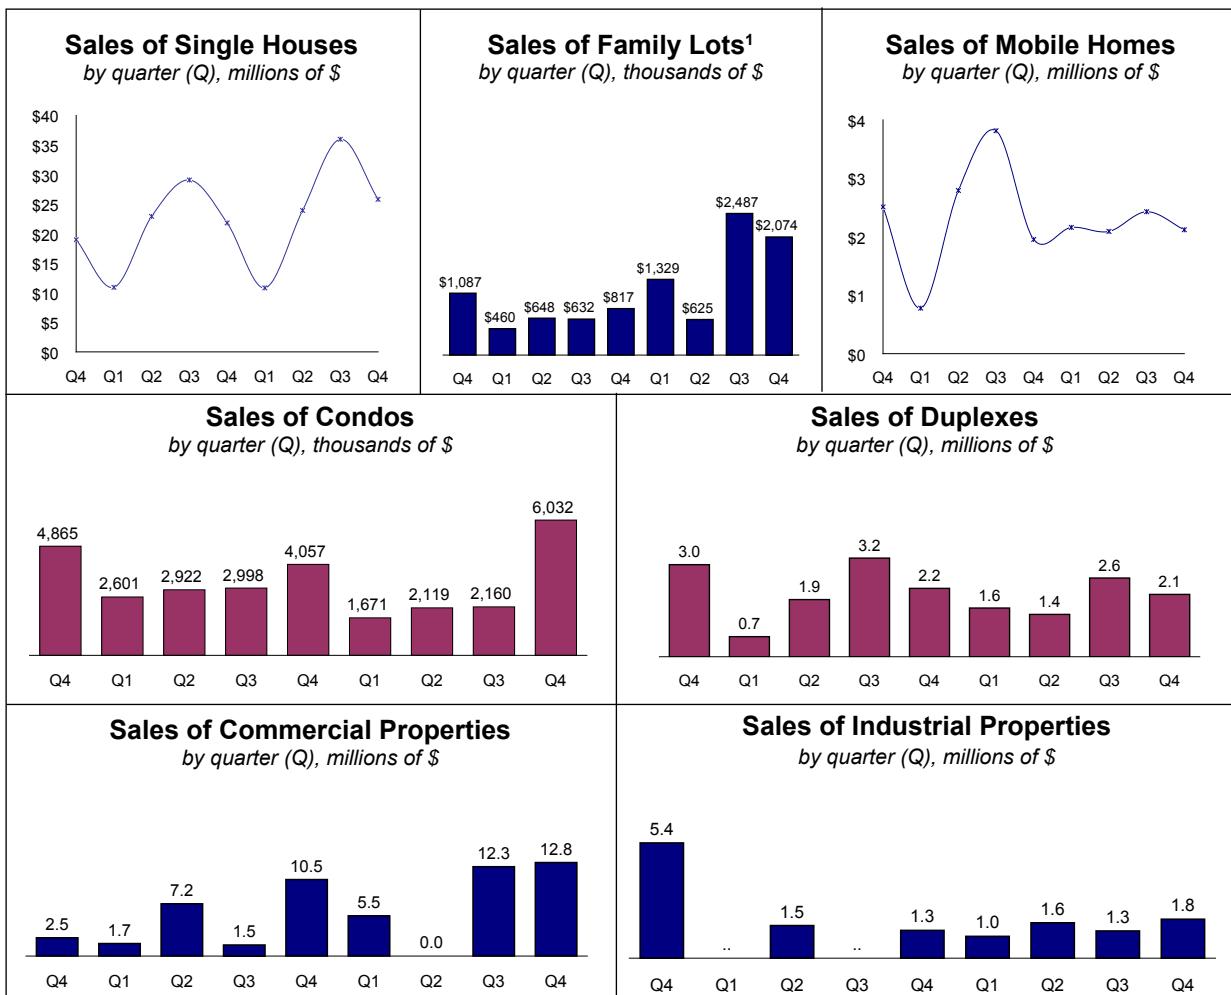 Sales of Single Houses
by quarter (Q), millions of $
$40
$35
$30
$25
$20
$15
$10
$5
$0
Q4 Q1 Q2 Q3 Q4 Q1 Q2 Q3 Q4
Sales of Family Lots¹
by quarter (Q), thousands of $
$1,087 $460 $648 $632 $817 $1,329 $625 $2,487 $2,074
Q4 Q1 Q2 Q3 Q4 Q1 Q2 Q3 Q4
Sales of Mobile Homes
by quarter (Q), millions of $
$4
$3
$2
$1
$0
Q4 Q1 Q2 Q3 Q4 Q1 Q2 Q3 Q4
Sales of Condos
by quarter (Q), thousands of $
4,865 2,601 2,922 2,998 4,057 1,671 2,119 2,160 6,032
Q4 Q1 Q2 Q3 Q4 Q1 Q2 Q3 Q4
Sales of Duplexes
by quarter (Q), millions of $
3.0 0.7 1.9 3.2 2.2 1.6 1.4 2.6 2.1
Q4 Q1 Q2 Q3 Q4 Q1 Q2 Q3 Q4
Sales of Commercial Properties
by quarter (Q), millions of $
2.5 1.7 7.2 1.5 10.5 5.5 0.0 12.3 12.8
Q4 Q1 Q2 Q3 Q4 Q1 Q2 Q3 Q4
Sales of Industrial Properties
by quarter (Q), millions of $
5.4 .. 1.5 .. 1.3 1.0 1.6 1.3 1.8
Q4 Q1 Q2 Q3 Q4 Q1 Q2 Q3 Q4